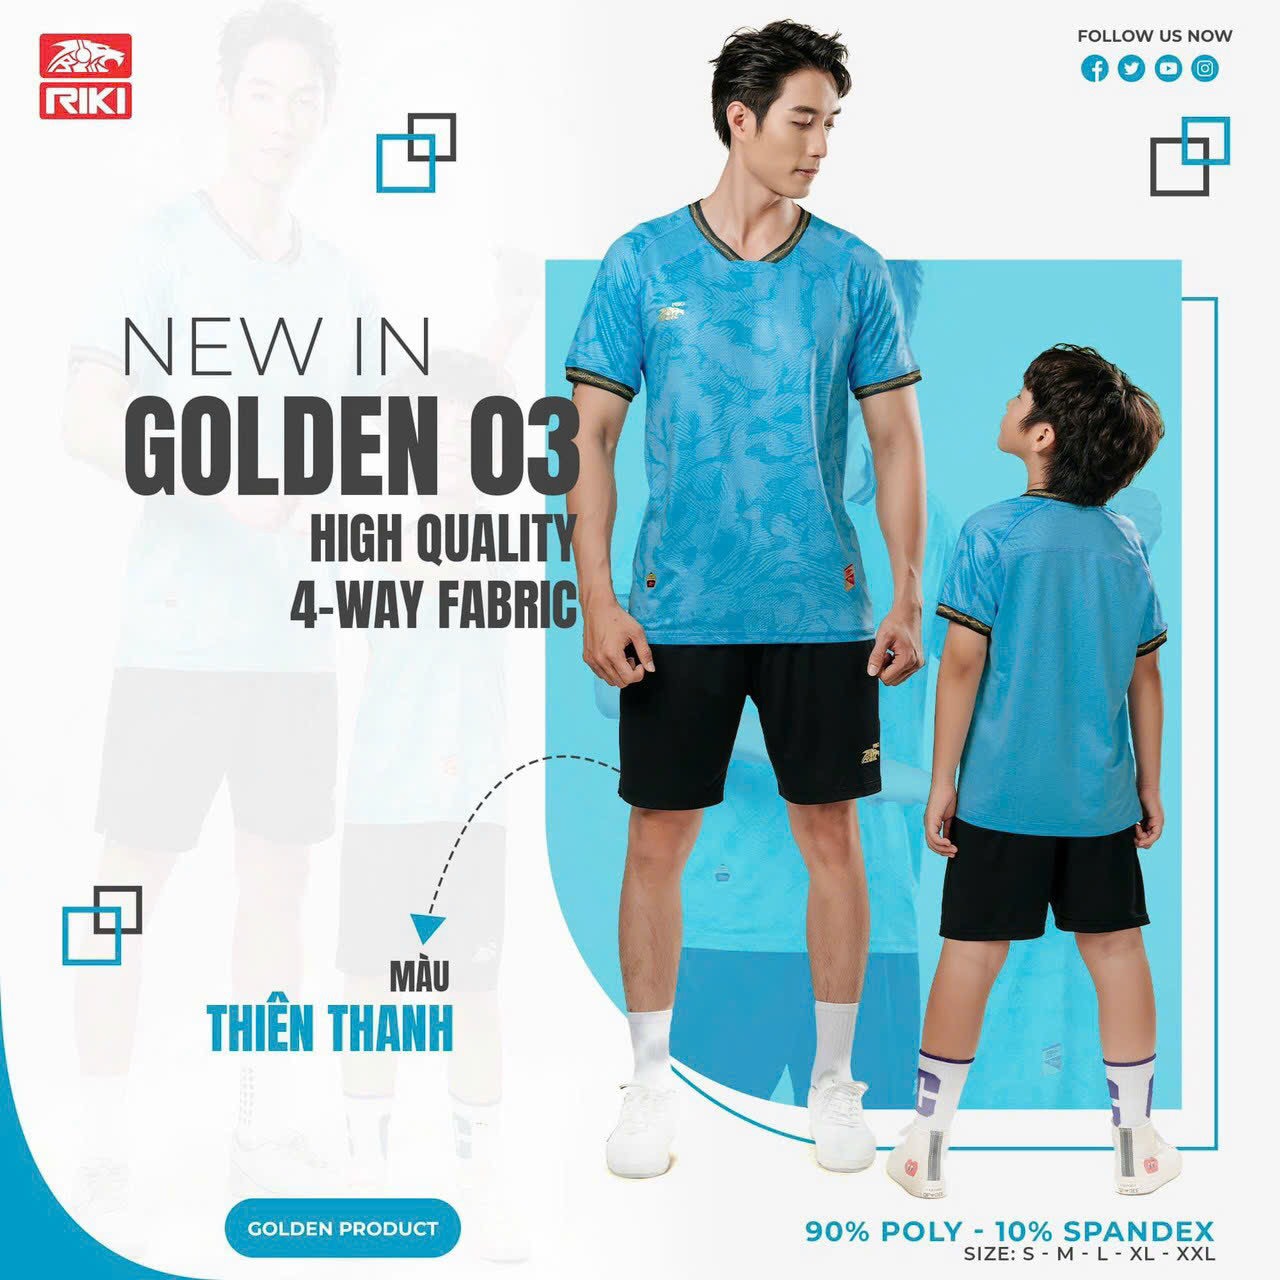 RIKI
FOLLOW US NOW
NEW IN
GOLDEN 03
HIGH QUALITY
4-WAY FABRIC
MÀU
THIÊN THANH
GOLDEN PRODUCT
90% POLY - 10% SPANDEX
SIZE: S - M - L - XL - XXL